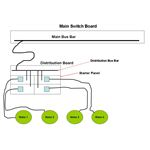 Main Switch Board
Main Bus Bar
Distribution Bus Bar
Distribution Board
Starter Panel
Motor 1
Motor 2
Motor 3
Motor 4